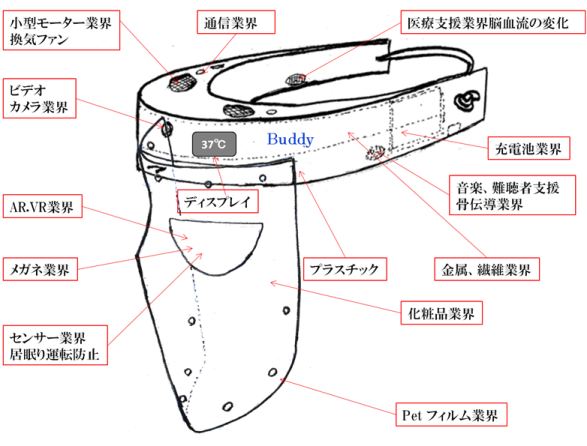 小型モーター業界
換気ファン
通信業界
医療支援業界脳血流の変化
ビデオ
カメラ業界
37℃
Buddy
充電池業界
音楽、難聴者支援
骨伝導業界
ディスプレイ
AR.VR業界
メガネ業界
プラスチック
金属、繊維業界
化粧品業界
センサー業界
居眠り運転防止
Pet フィルム業界